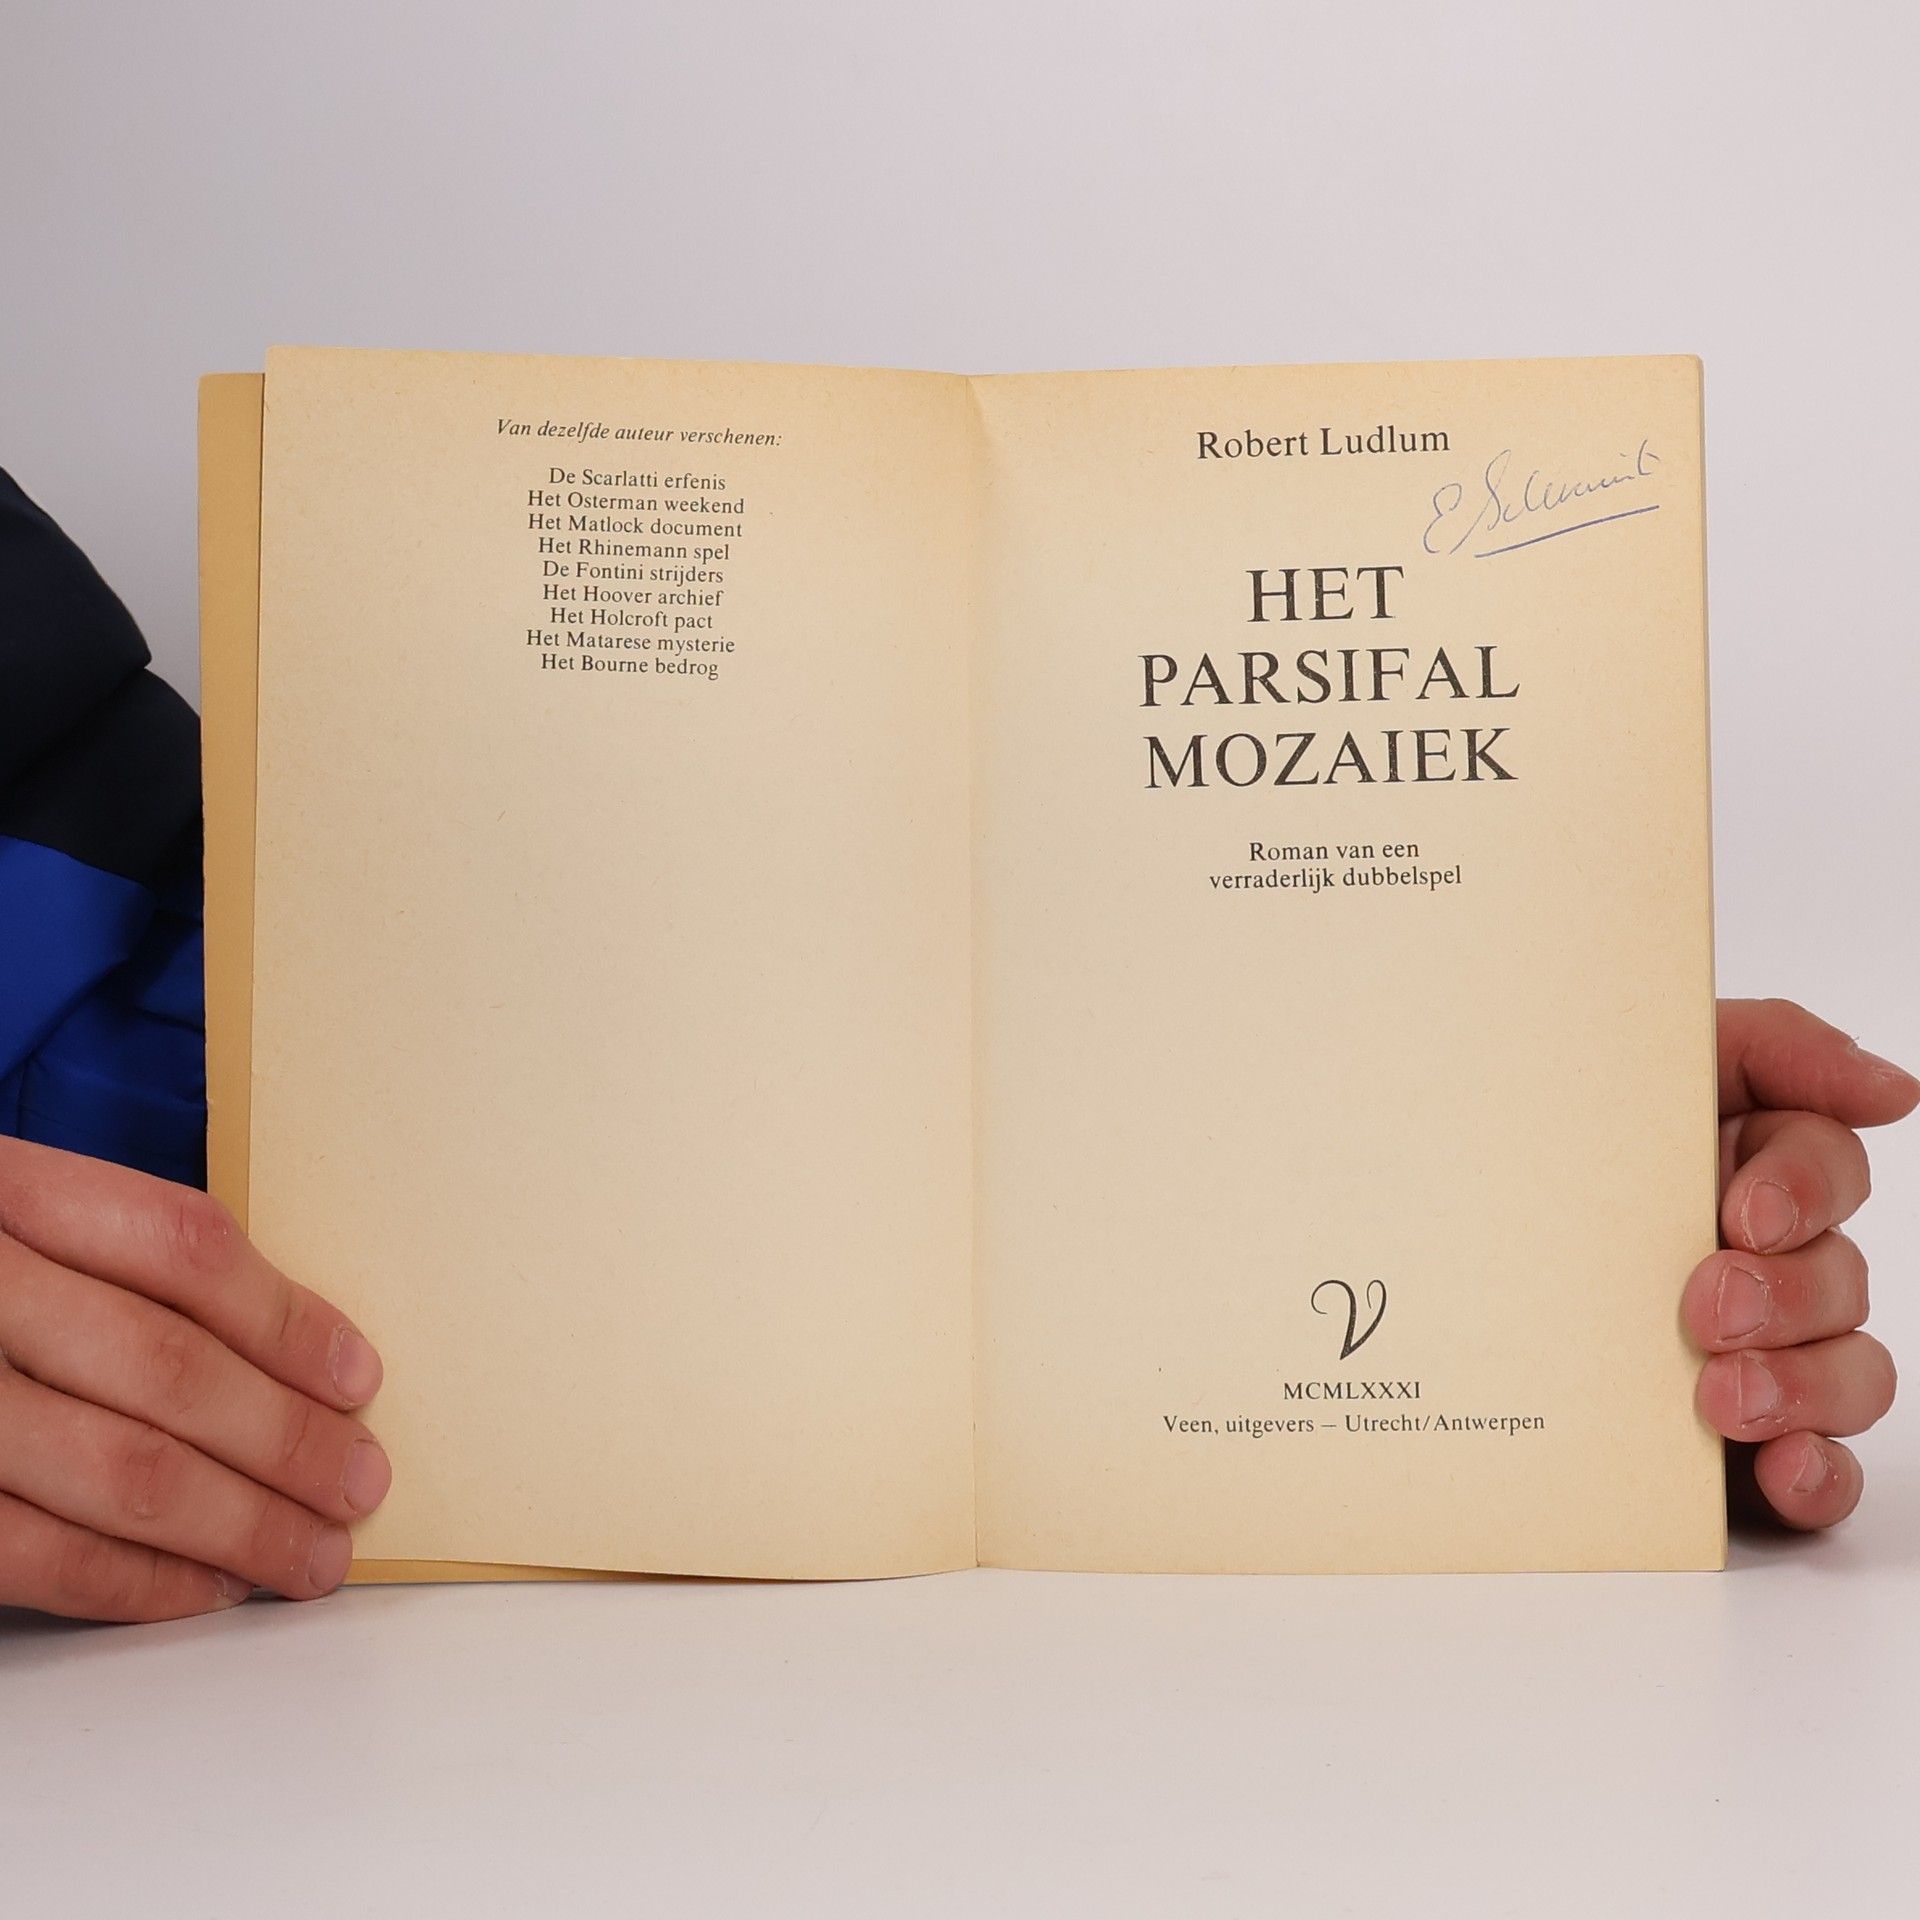 Van dezelfde auteur verschenen:
De Scarlatti erfenis
Het Osterman weekend
Het Matlock document
Het Rhinemann spel
De Fontini strijders
Het Hoover archief
Het Holcroft pact
Het Matarese mysterie
Het Bourne bedrog
Robert Ludlum
HET
PARSIFAL
MOZAIEK
Roman van een
verraderlijk dubbelspel
V
MCMLXXXI
Veen, uitgevers – Utrecht/Antwerpen